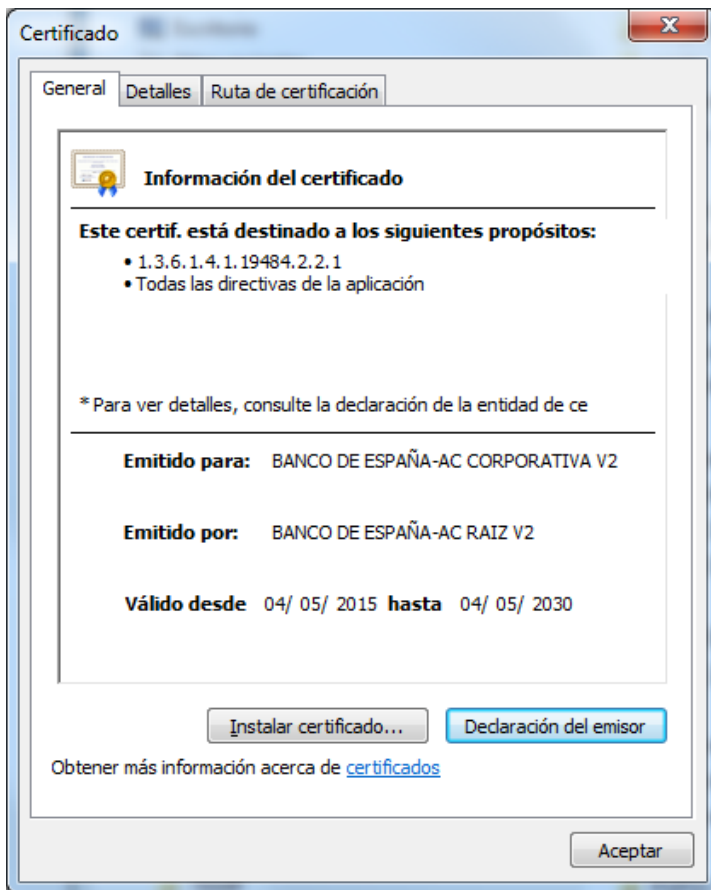 Certificado
General Detalles Ruta de certificación
Información del certificado
Este certif. está destinado a los siguientes propósitos:
• 1.3.6.1.4.1.19484.2.2.1
• Todas las directivas de la aplicación
* Para ver detalles, consulte la declaración de la entidad de ce
Emitido para: BANCO DE ESPAÑA-AC CORPORATIVA V2
Emitido por: BANCO DE ESPAÑA-AC RAIZ V2
Válido desde 04/ 05/ 2015 hasta 04/ 05/ 2030
Instalar certificado... Declaración del emisor
Obtener más información acerca de certificados
Aceptar